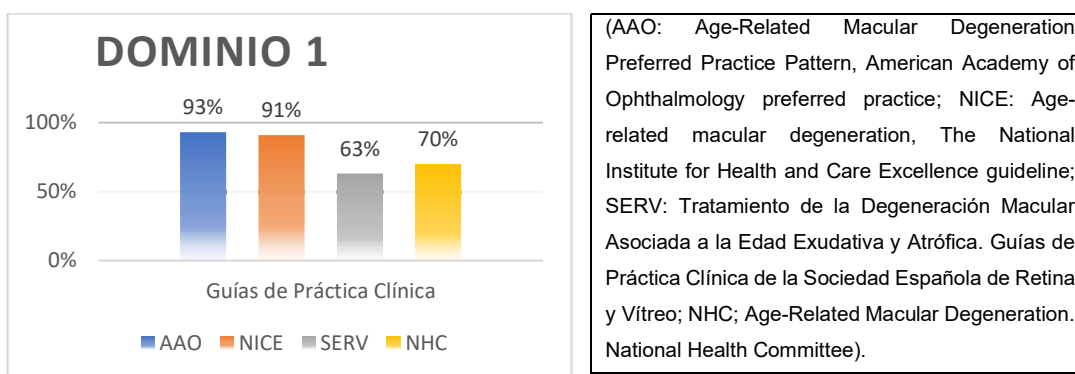 DOMINIO 1
93%
91%
63%
70%
100%
50%
0%
Guías de Práctica Clínica
AAO
NICE
SERV
NHC
(AAO: Age-Related Macular Degeneration
Preferred Practice Pattern, American Academy of
Ophthalmology preferred practice; NICE: Age-
related macular degeneration, The National
Institute for Health and Care Excellence guideline;
SERV: Tratamiento de la Degeneración Macular
Asociada a la Edad Exudativa y Atrófica. Guías de
Práctica Clínica de la Sociedad Española de Retina
y Vítreo; NHC; Age-Related Macular Degeneration.
National Health Committee).